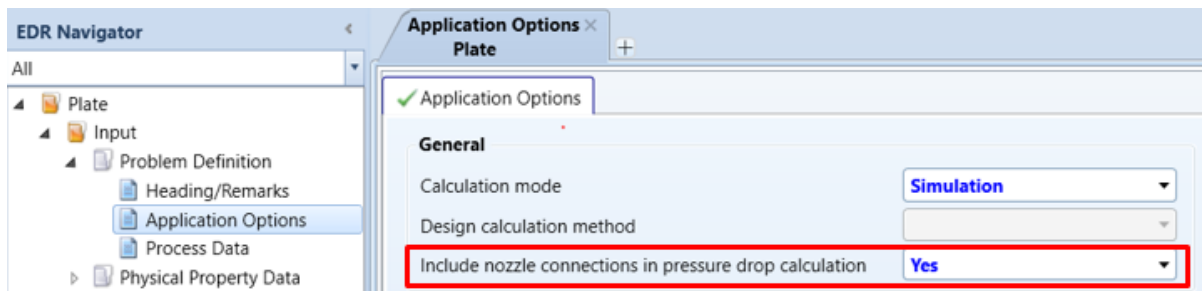 EDR Navigator
All
Plate
Input
Problem Definition
Heading/Remarks
Application Options
Process Data
Physical Property Data
Application Options
Plate
Application Options
General
Calculation mode Simulation
Design calculation method
Include nozzle connections in pressure drop calculation Yes